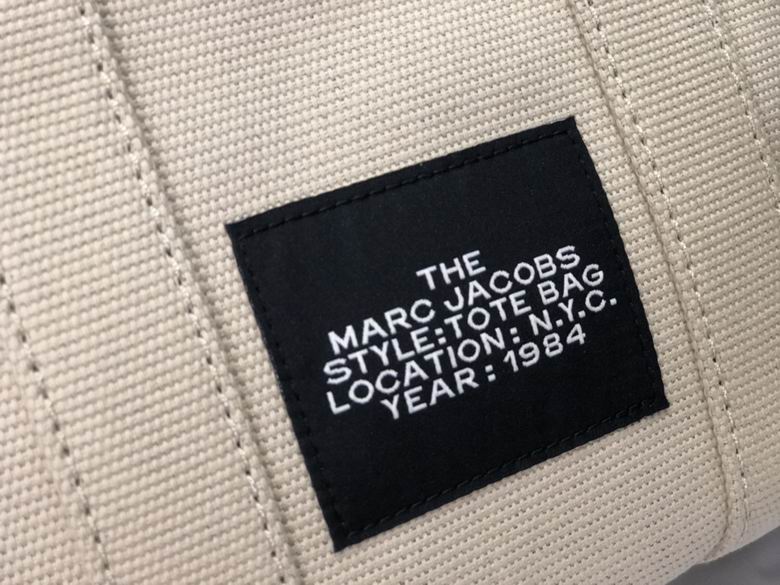 THE
MARC JACOBS
STYLE:TOTE BAG
LOCATION: N.Y.C.
YEAR: 1984